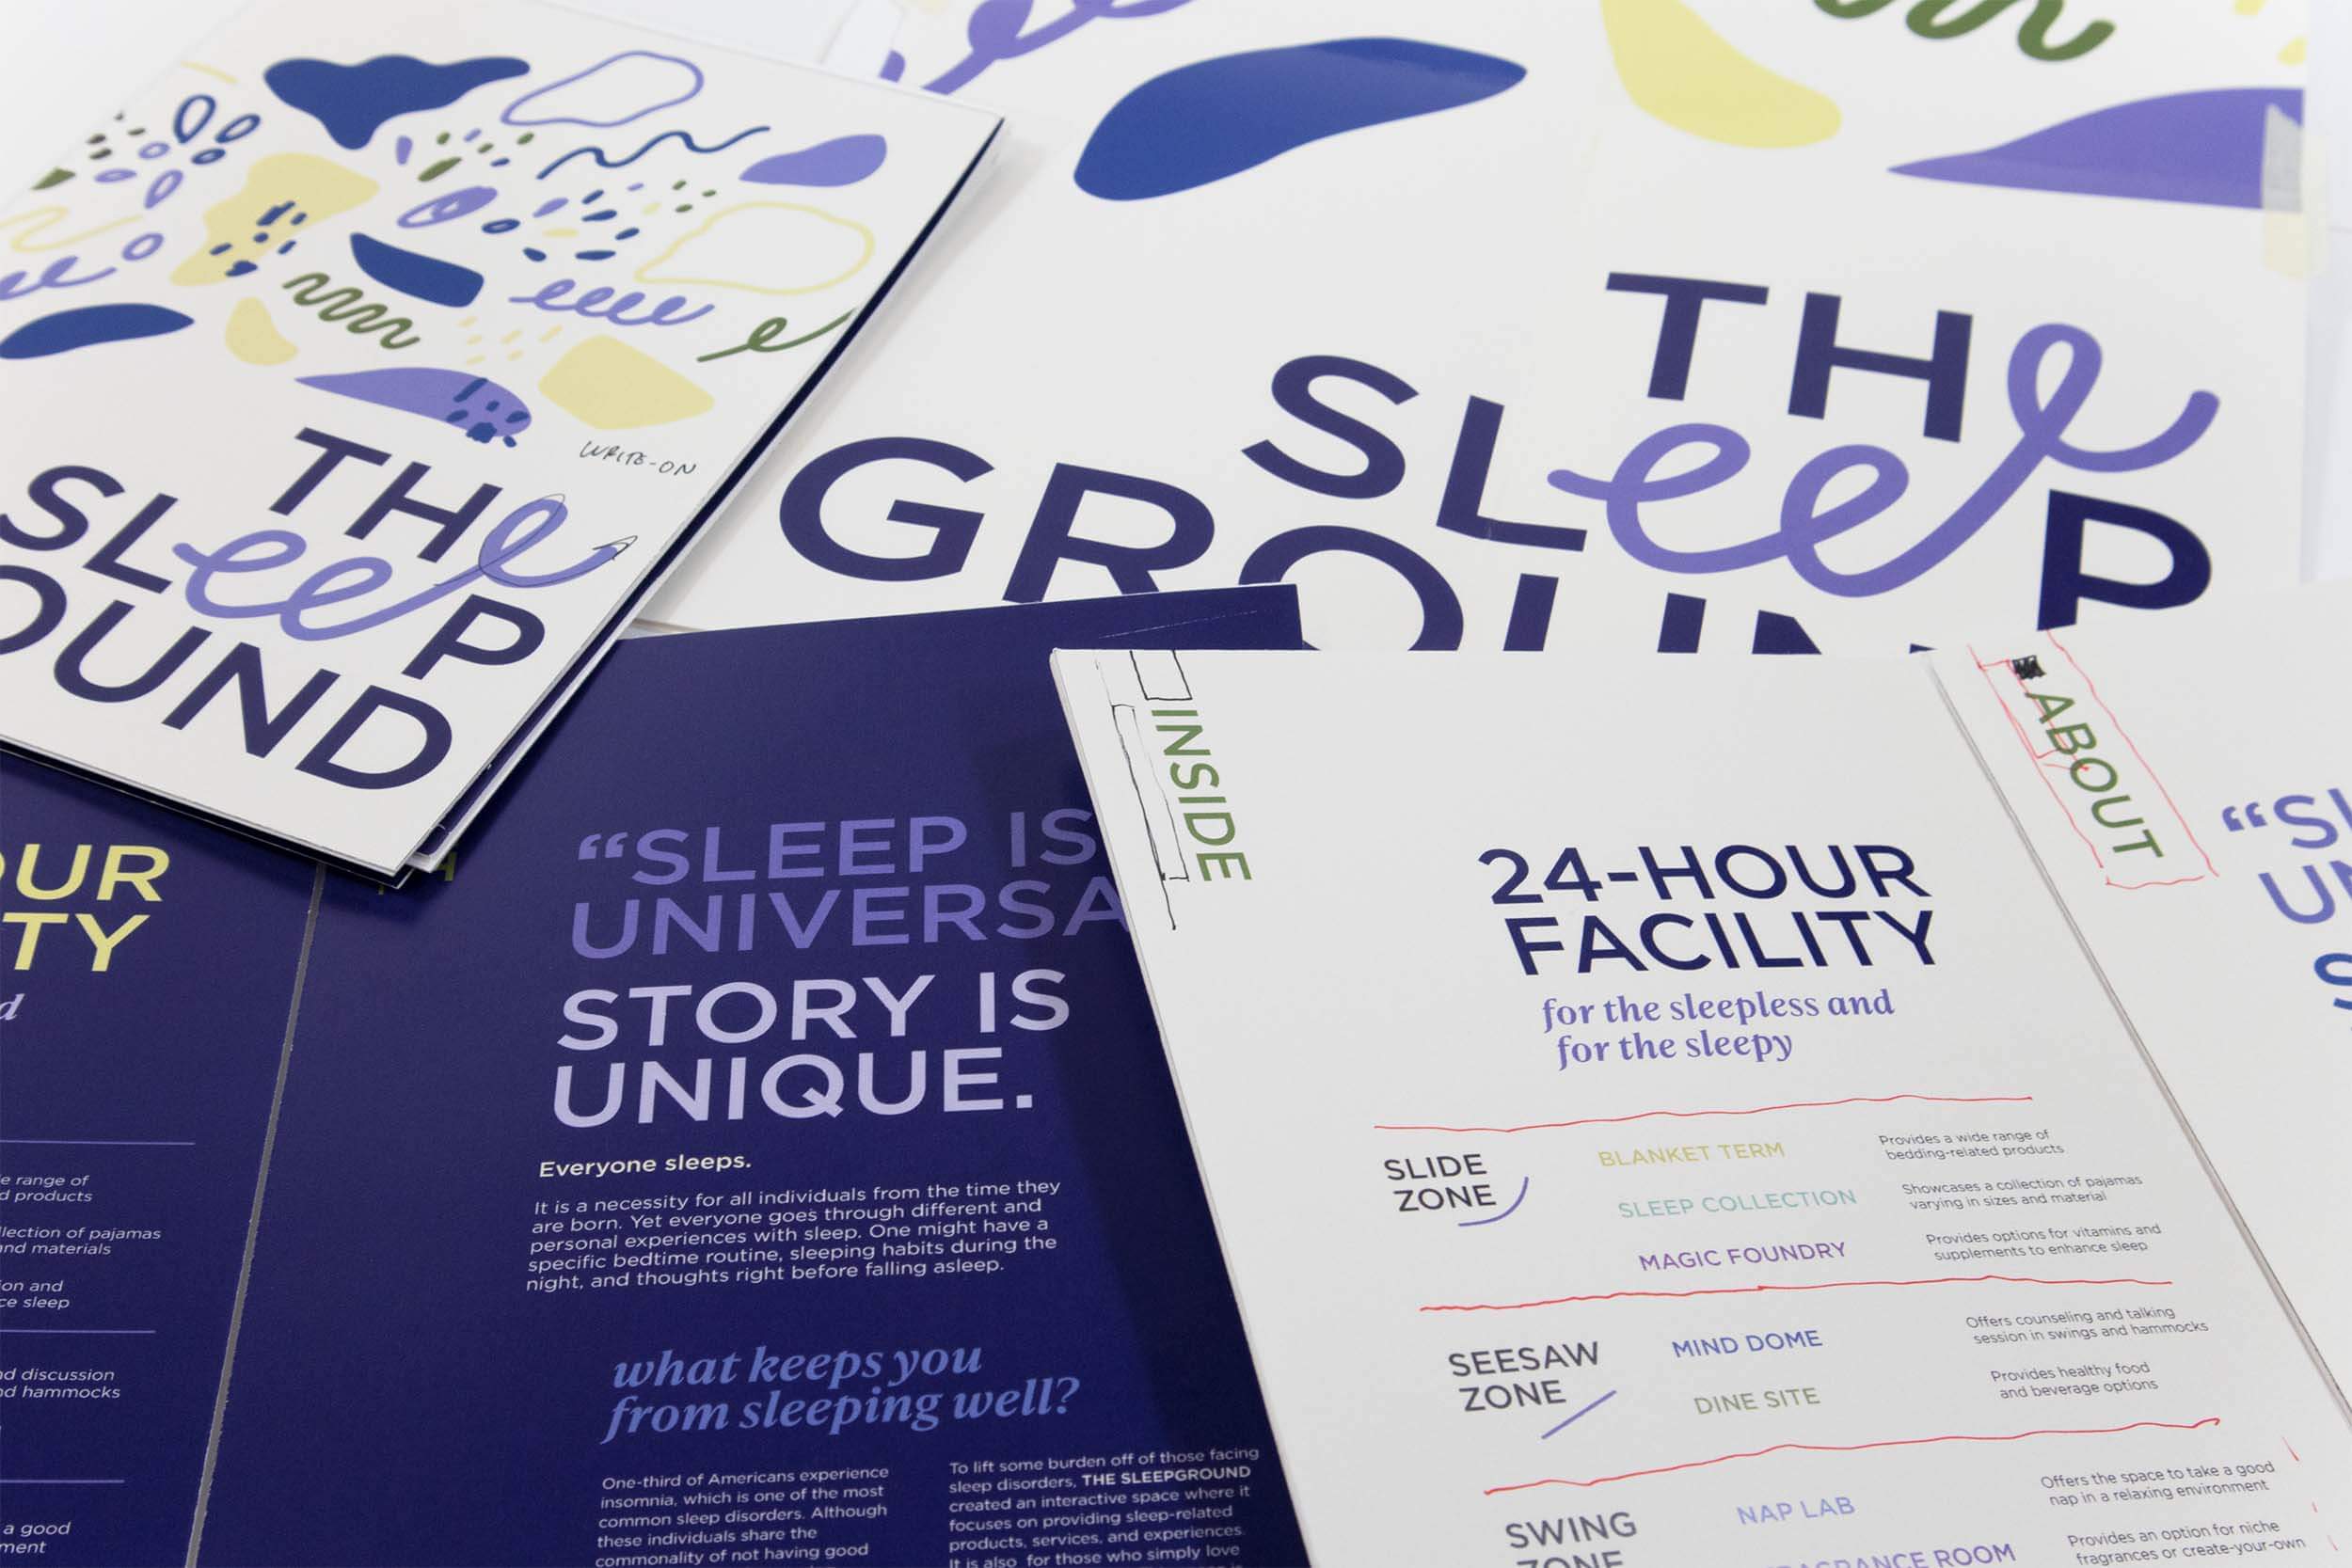 WRITE-ON
THe
SLeeP
OUND
THe
SLeeP
GROUN
OUR
TY
d
e range of
d products
llection of pajamas
and materials
ion and
ce sleep
nd discussion
d hammocks
a good
ment
“SLEEP IS
UNIVERSA
STORY IS
UNIQUE.
Everyone sleeps.
It is a necessity for all individuals from the time they
are born. Yet everyone goes through different and
personal experiences with sleep. One might have a
specific bedtime routine, sleeping habits during the
night, and thoughts right before falling asleep.
what keeps you
from sleeping well?
One-third of Americans experience
insomnia, which is one of the most
common sleep disorders. Although
these individuals share the
commonality of not having good
To lift some burden off of those facing
sleep disorders, THE SLEEPGROUND
created an interactive space where it
focuses on providing sleep-related
products, services, and experiences.
It is also for those who simply love
INSIDE
24-HOUR
FACILITY
for the sleepless and
for the sleepy
SLIDE
ZONE
BLANKET TERM
Provides a wide range of
bedding-related products
SLEEP COLLECTION
Showcases a collection of pajamas
varying in sizes and material
MAGIC FOUNDRY
Provides options for vitamins and
supplements to enhance sleep
SEESAW
ZONE
MIND DOME
Offers counseling and talking
session in swings and hammocks
DINE SITE
Provides healthy food
and beverage options
SWING
ZONE
NAP LAB
Offers the space to take a good
nap in a relaxing environment
FRAGRANCE ROOM
Provides an option for niche
fragrances or create-your-own
ABOUT
“SL
UN
S